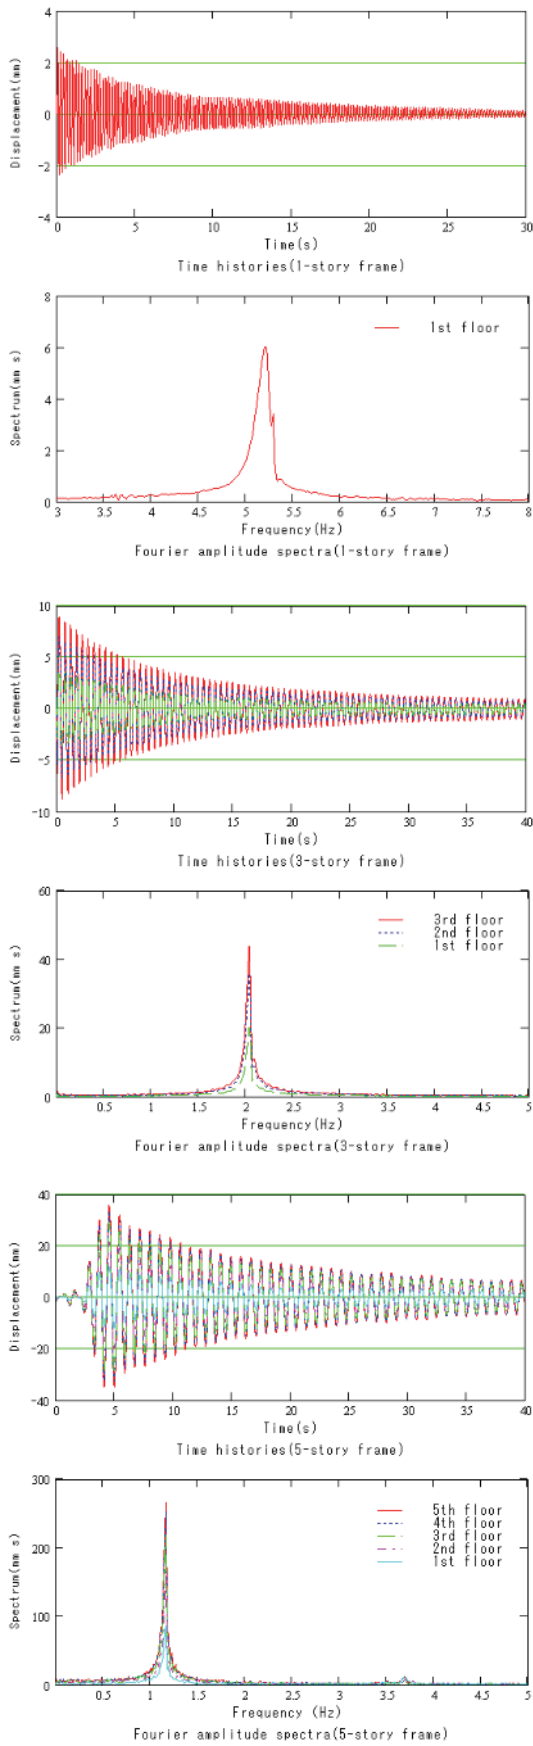 4
2
0
-2
-4
Displacement(mm)
0 5 10 15 20 25 30
Time(s)
Time histories(1-story frame)
8
6
4
2
0
Spectrum(mm s)
1st floor
3 3.5 4 4.5 5 5.5 6 6.5 7 7.5 8
Frequency(Hz)
Fourier amplitude spectra(1-story frame)
10
5
0
-5
-10
Displacement(mm)
0 5 10 15 20 25 30 35 40
Time(s)
Time histories(3-story frame)
60
40
20
0
Spectrum(mm s)
3rd floor
2nd floor
1st floor
0.5 1 1.5 2 2.5 3 3.5 4 4.5 5
Frequency(Hz)
Fourier amplitude spectra(3-story frame)
40
20
0
-20
-40
Displacement(mm)
0 5 10 15 20 25 30 35 40
Time(s)
Time histories(5-story frame)
300
200
100
0
Spectrum(mm s)
5th floor
4th floor
3rd floor
2nd floor
1st floor
0.5 1 1.5 2 2.5 3 3.5 4 4.5 5
Frequency (Hz)
Fourier amplitude spectra(5-story frame)